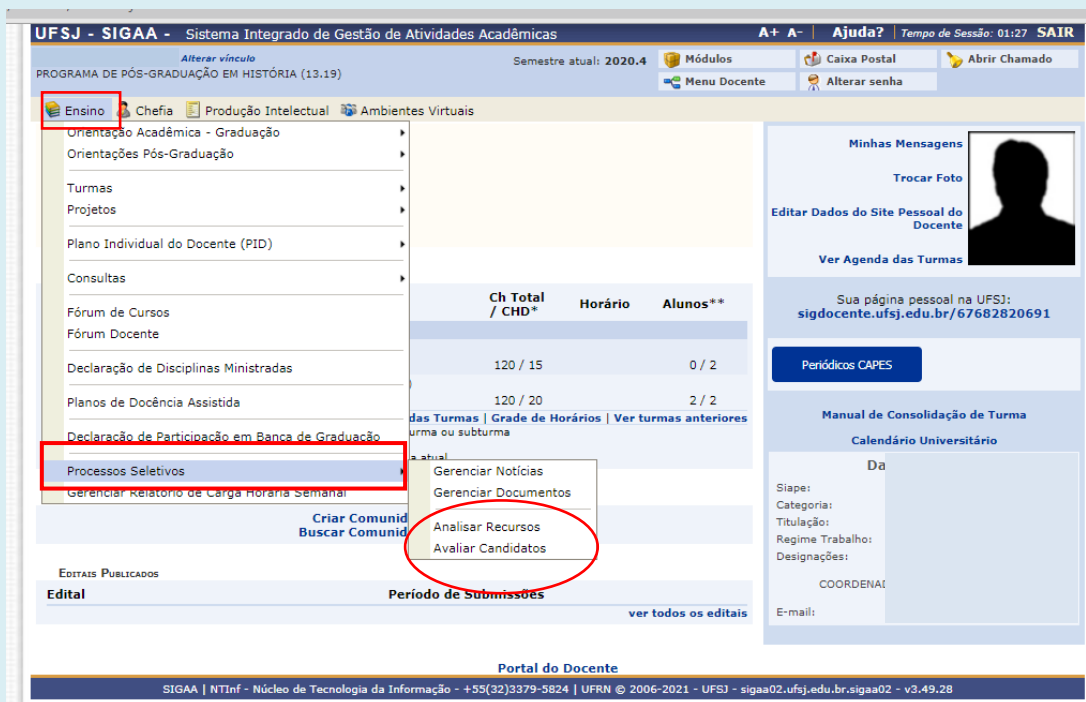 UFSJ - SIGAA - Sistema Integrado de Gestão de Atividades Acadêmicas
A+ A- | Ajuda? | Tempo de Sessão: 01:27 SAIR
Alterar vínculo
PROGRAMA DE PÓS-GRADUAÇÃO EM HISTÓRIA (13.19)
Semestre atual: 2020.4
Módulos
Caixa Postal
Abrir Chamado
Menu Docente
Alterar senha
Ensino
Chefia
Produção Intelectual
Ambientes Virtuais
Orientação Acadêmica - Graduação
Orientações Pós-Graduação
Turmas
Projetos
Plano Individual do Docente (PID)
Consultas
Fórum de Cursos
Fórum Docente
Declaração de Disciplinas Ministradas
Planos de Docência Assistida
Declaração de Participação em Banca de Graduação
Processos Seletivos
Gerenciar Relatório de Carga Horária Semanal
Gerenciar Notícias
Gerenciar Documentos
Analisar Recursos
Avaliar Candidatos
Ch Total
/ CHD*
Horário
Alunos**
120 / 15
0 / 2
)
120 / 20
2 / 2
das Turmas | Grade de Horários | Ver turmas anteriores
urma ou subturma
a atual
Criar Comunid
Buscar Comunid
Editais Publicados
Edital
Período de Submissões
ver todos os editais
Minhas Mensagens
Trocar Foto
Editar Dados do Site Pessoal do
Docente
Ver Agenda das Turmas
Sua página pessoal na UFSJ:
sigdocente.ufsj.edu.br/67682820691
Periódicos CAPES
Manual de Consolidação de Turma
Calendário Universitário
Da
Siape:
Categoria:
Titulação:
Regime Trabalho:
Designações:
COORDENA
E-mail:
Portal do Docente
SIGAA | NTInf - Núcleo de Tecnologia da Informação - +55(32)3379-5824 | UFRN © 2006-2021 - UFSJ - sigaa02.ufsj.edu.br.sigaa02 - v3.49.28